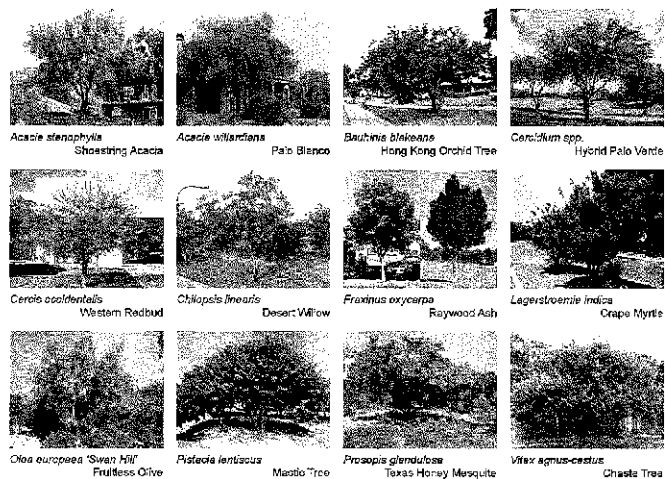 Acacia stenophylla
Shoestring Acacia
Acacia willardiana
Palo Blanco
Bauhinia blakeana
Hong Kong Orchid Tree
Cercidium spp.
Hybrid Palo Verde
Cercis occidentalis
Western Redbud
Chilopsis linearis
Desert Willow
Fraxinus oxycarpa
Raywood Ash
Lagerstroemia indica
Crape Myrtle
Olea europaea 'Swan Hill'
Fruitless Olive
Pistacia lentiscus
Mastic Tree
Prosopis glandulosa
Texas Honey Mesquite
Vitex agnus-castus
Chaste Tree